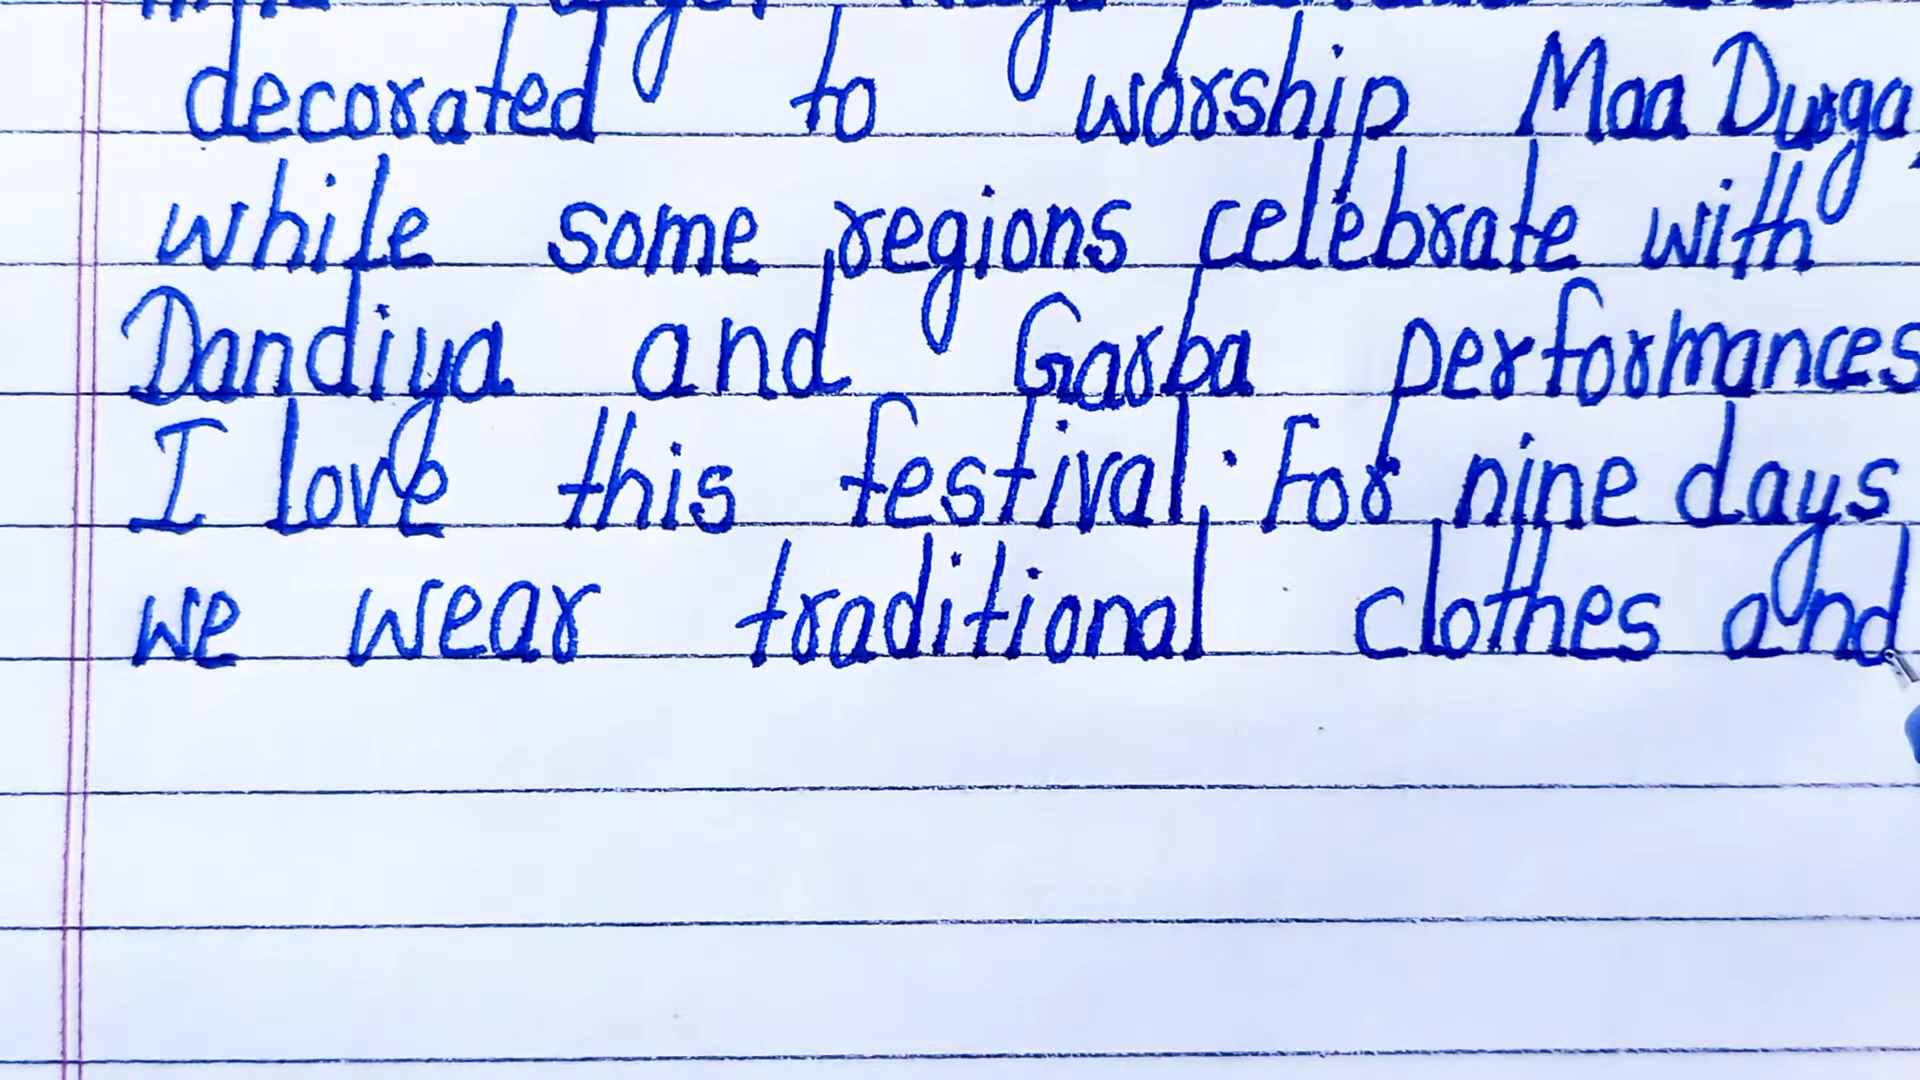 decorated to worship Maa Durga,
while some regions celebrate with
Dandiya and Garba performances
I love this festival. For nine days
we wear traditional clothes and